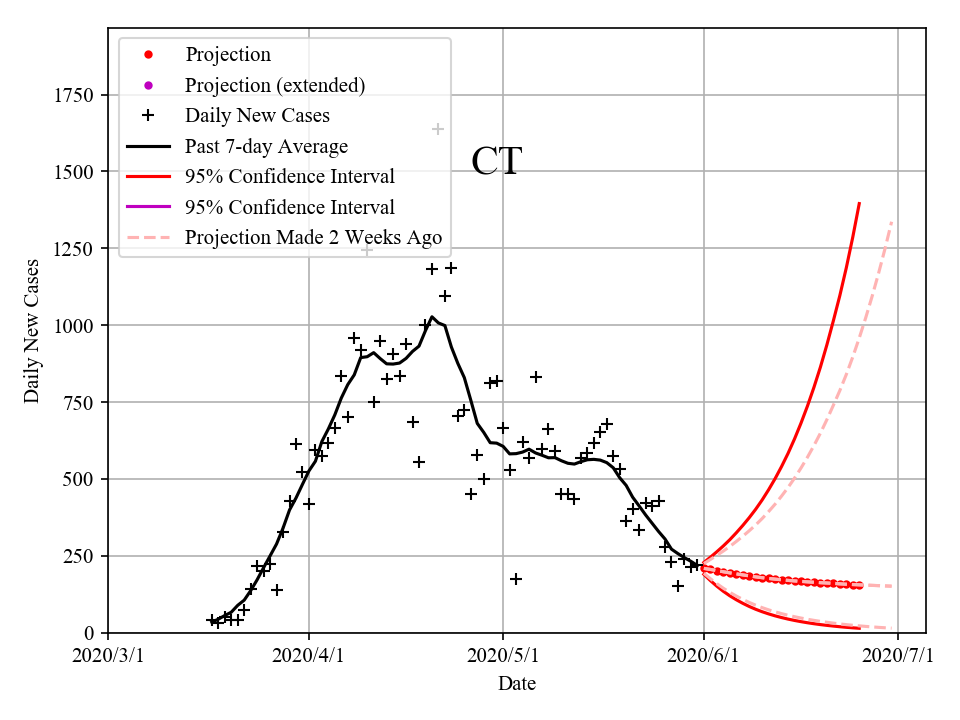 Projection
Projection (extended)
Daily New Cases
Past 7-day Average
95% Confidence Interval
95% Confidence Interval
Projection Made 2 Weeks Ago
CT
1750
1500
1250
1000
750
500
250
0
Daily New Cases
2020/3/1 2020/4/1 2020/5/1 2020/6/1 2020/7/1
Date